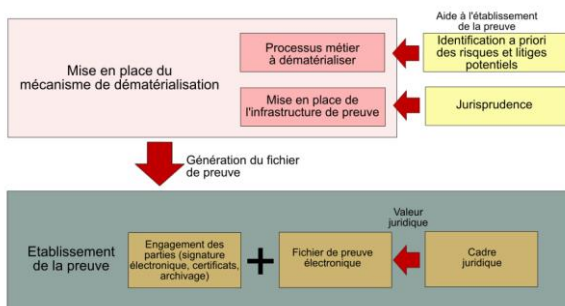 Aide à l'établissement
de la preuve
Mise en place du
mécanisme de dématérialisation
Processus métier
à dématérialiser
Identification a priori
des risques et litiges
potentiels
Mise en place de
l'infrastructure de preuve
Jurisprudence
Génération du fichier
de preuve
Etablissement
de la preuve
Engagement des
parties (signature
électronique, certificats,
archivage)
+
Fichier de preuve
électronique
Valeur
juridique
Cadre
juridique